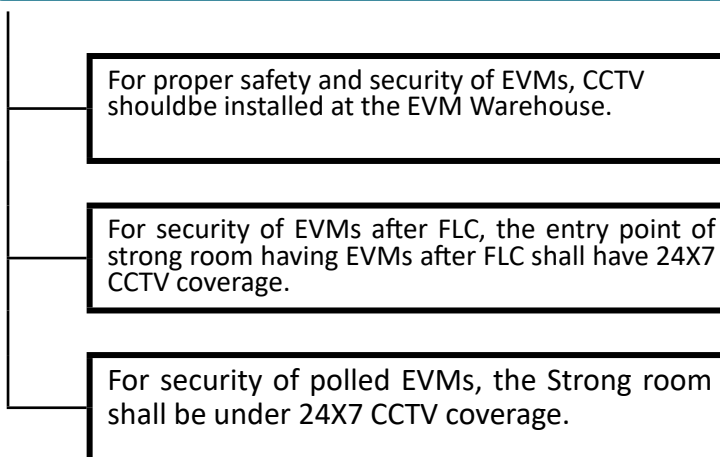 For proper safety and security of EVMs, CCTV
shouldbe installed at the EVM Warehouse.
For security of EVMs after FLC, the entry point of
strong room having EVMs after FLC shall have 24X7
CCTV coverage.
For security of polled EVMs, the Strong room
shall be under 24X7 CCTV coverage.